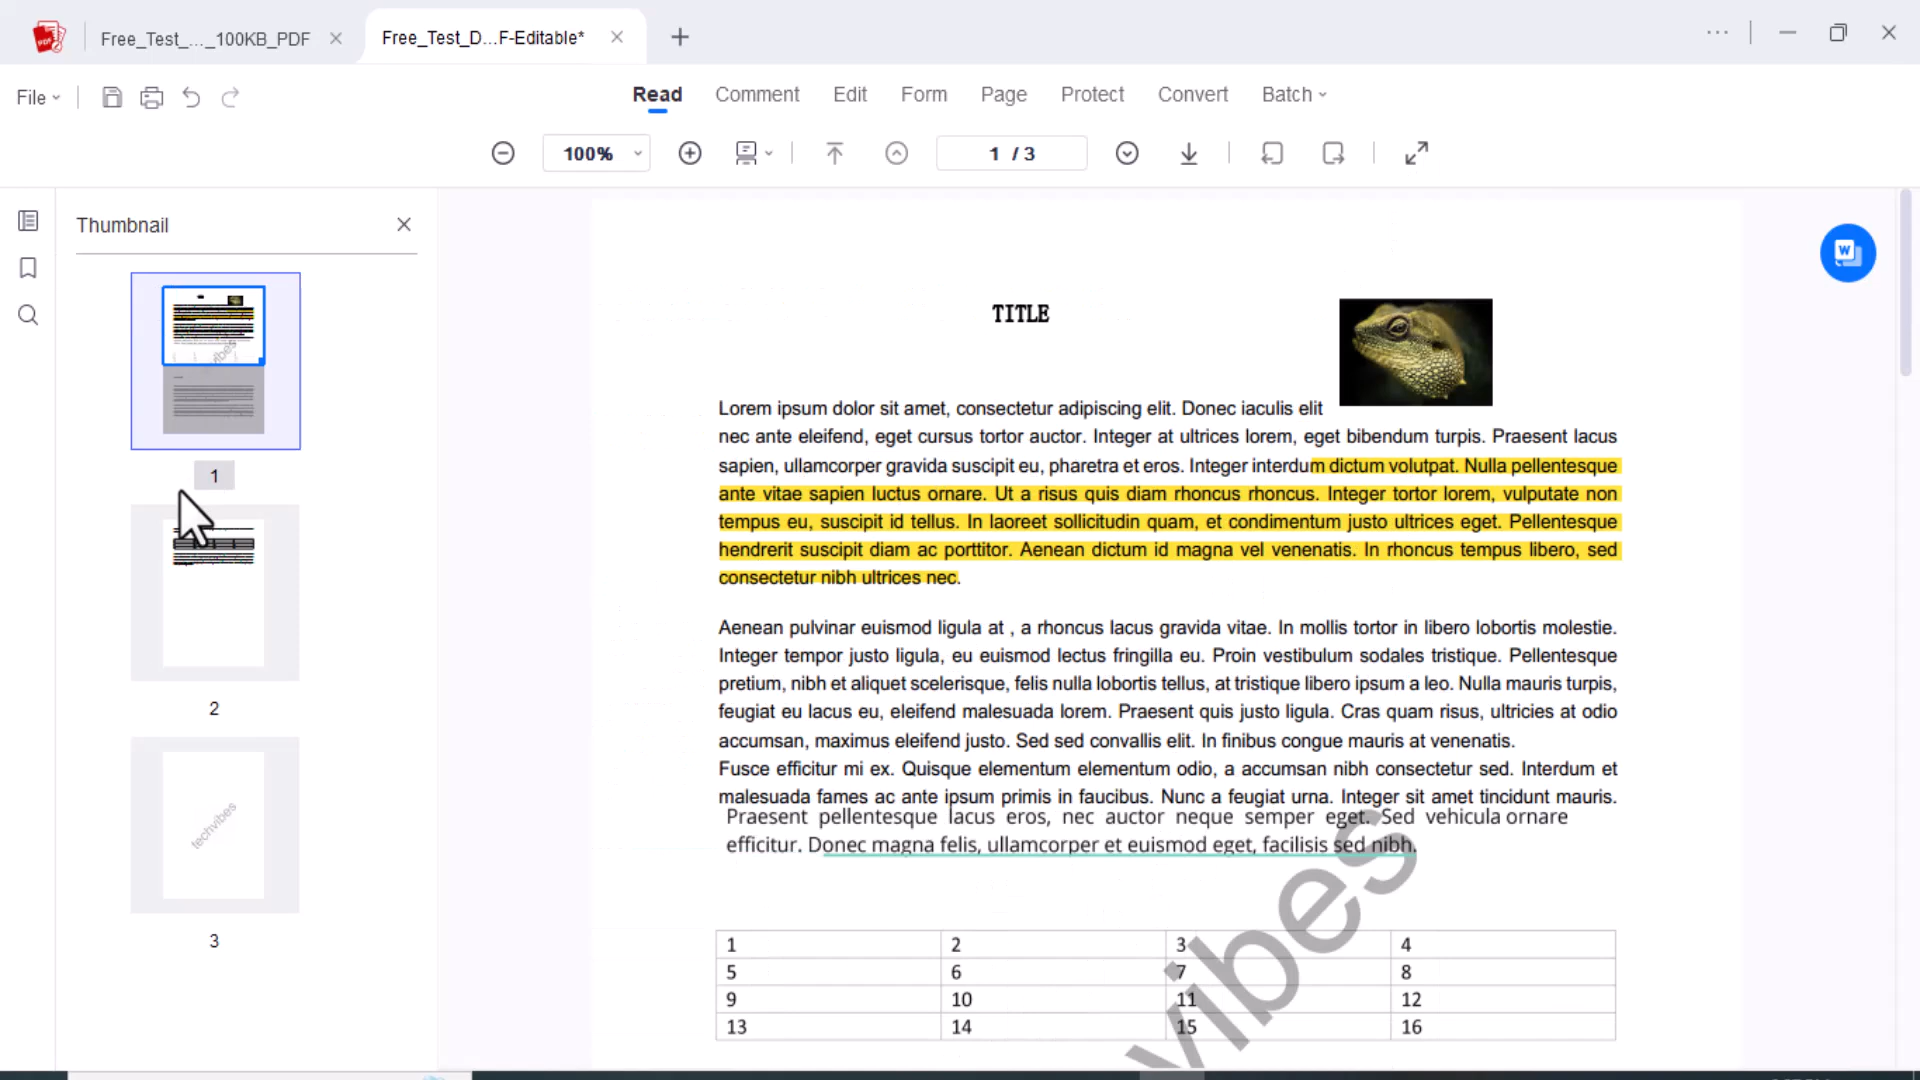 Free_Test_..._100KB_PDF
Free_Test_D...F-Editable*
File
Read
Comment
Edit
Form
Page
Protect
Convert
Batch
100%
1 / 3
Thumbnail
1
2
techvibes
3
TITLE
Lorem ipsum dolor sit amet, consectetur adipiscing elit. Donec iaculis elit
nec ante eleifend, eget cursus tortor auctor. Integer at ultrices lorem, eget bibendum turpis. Praesent lacus
sapien, ullamcorper gravida suscipit eu, pharetra et eros. Integer interdum dictum volutpat. Nulla pellentesque
ante vitae sapien luctus ornare. Ut a risus quis diam rhoncus rhoncus. Integer tortor lorem, vulputate non
tempus eu, suscipit id tellus. In laoreet sollicitudin quam, et condimentum justo ultrices eget. Pellentesque
hendrerit suscipit diam ac porttitor. Aenean dictum id magna vel venenatis. In rhoncus tempus libero, sed
consectetur nibh ultrices nec.
Aenean pulvinar euismod ligula at , a rhoncus lacus gravida vitae. In mollis tortor in libero lobortis molestie.
Integer tempor justo ligula, eu euismod lectus fringilla eu. Proin vestibulum sodales tristique. Pellentesque
pretium, nibh et aliquet scelerisque, felis nulla lobortis tellus, at tristique libero ipsum a leo. Nulla mauris turpis,
feugiat eu lacus eu, eleifend malesuada lorem. Praesent quis justo ligula. Cras quam risus, ultricies at odio
accumsan, maximus eleifend justo. Sed sed convallis elit. In finibus congue mauris at venenatis.
Fusce efficitur mi ex. Quisque elementum elementum odio, a accumsan nibh consectetur sed. Interdum et
malesuada fames ac ante ipsum primis in faucibus. Nunc a feugiat urna. Integer sit amet tincidunt mauris.
Praesent pellentesque lacus eros, nec auctor neque semper eget. Sed vehicula ornare
efficitur. Donec magna felis, ullamcorper et euismod eget, facilisis sed nibh.
1 2 3 4
5 6 7 8
9 10 11 12
13 14 15 16
vibes